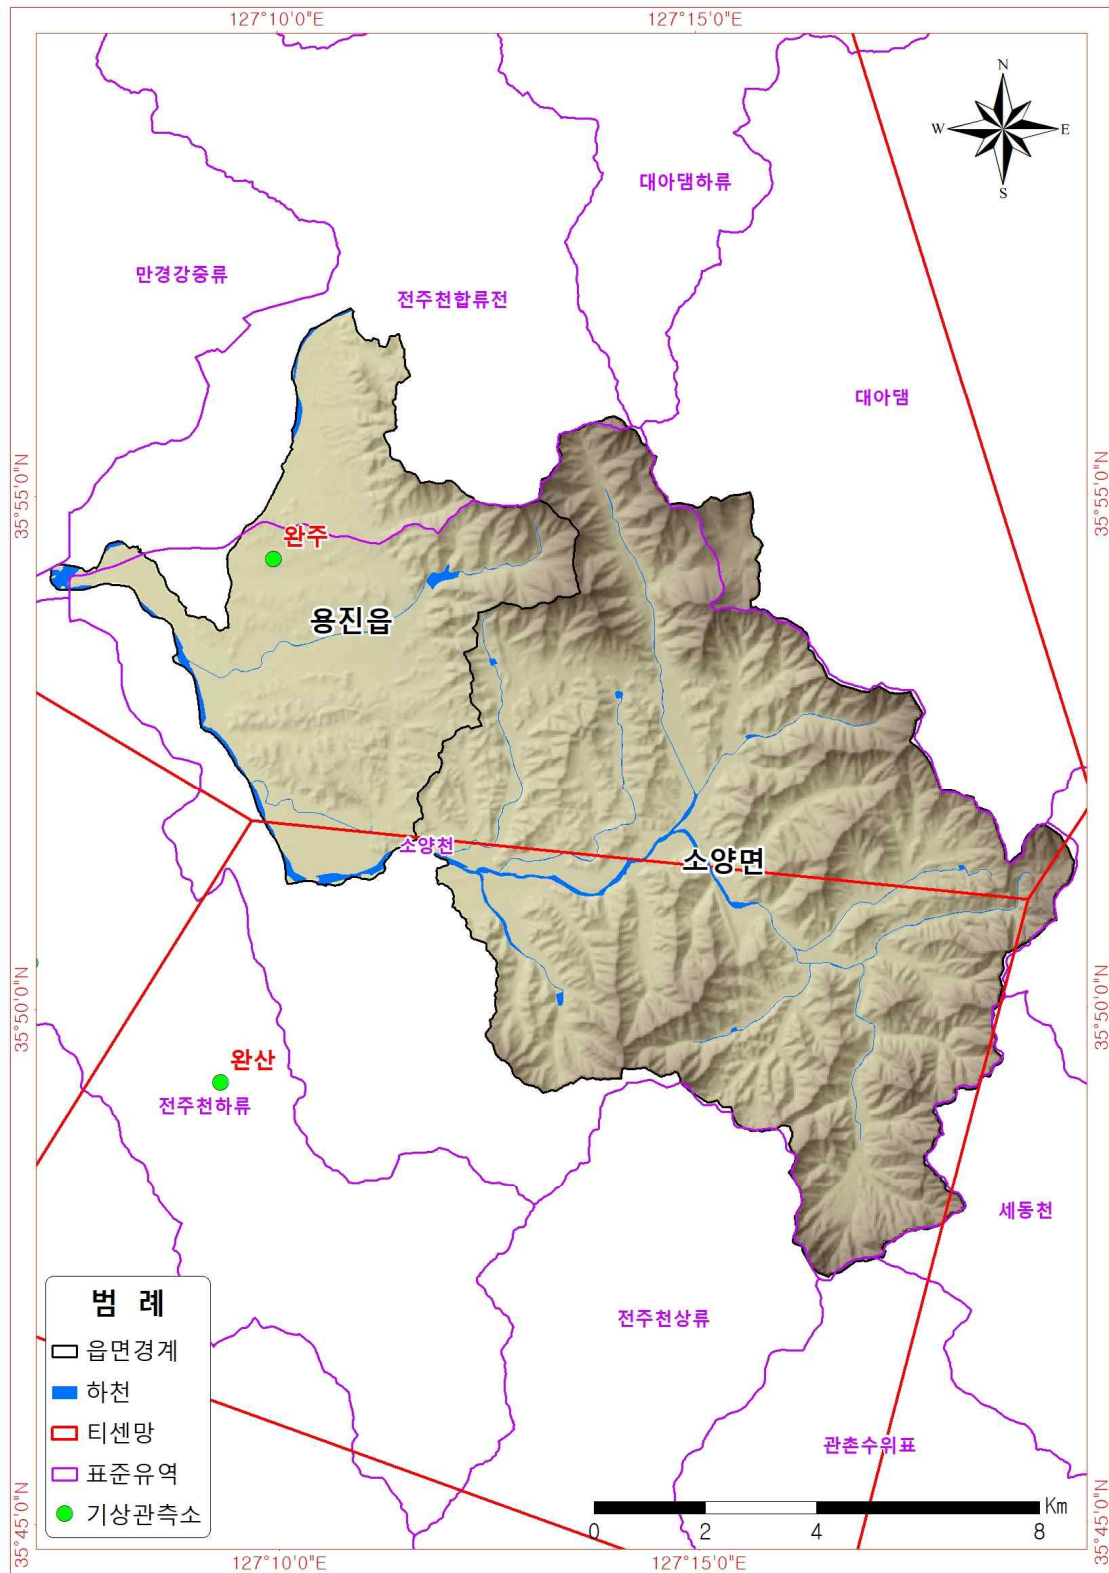 127°10'0"E
127°15'0"E
N
W
E
S
대아댐하류
만경강중류
전주천합류전
대아댐
35°55'0"N
35°55'0"N
완주
용진읍
소양천
소양면
35°50'0"N
35°50'0"N
완산
전주천하류
세동천
전주천상류
관촌수위표
범 례
읍면경계
하천
티센망
표준유역
기상관측소
Km
0 2 4 8
35°45'0"N
35°45'0"N
127°10'0"E
127°15'0"E